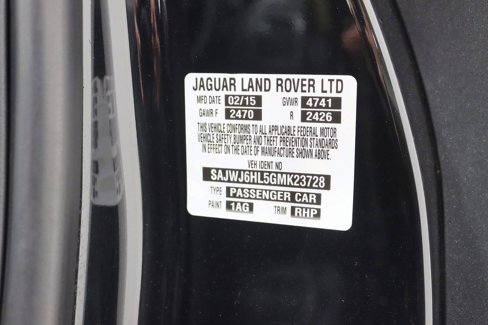 JAGUAR LAND ROVER LTD
MFD DATE 02/15 GVWR 4741
GAWR F 2470 R 2426
THIS VEHICLE CONFORMS TO ALL APPLICABLE FEDERAL MOTOR
VEHICLE SAFETY, BUMPER AND THEFT PREVENTION STANDARDS
IN EFFECT ON THE DATE OF MANUFACTURE SHOWN ABOVE.
VEH IDENT NO
SAJWJ6HL5GMK23728
TYPE PASSENGER CAR
PAINT 1AG TRIM RHP